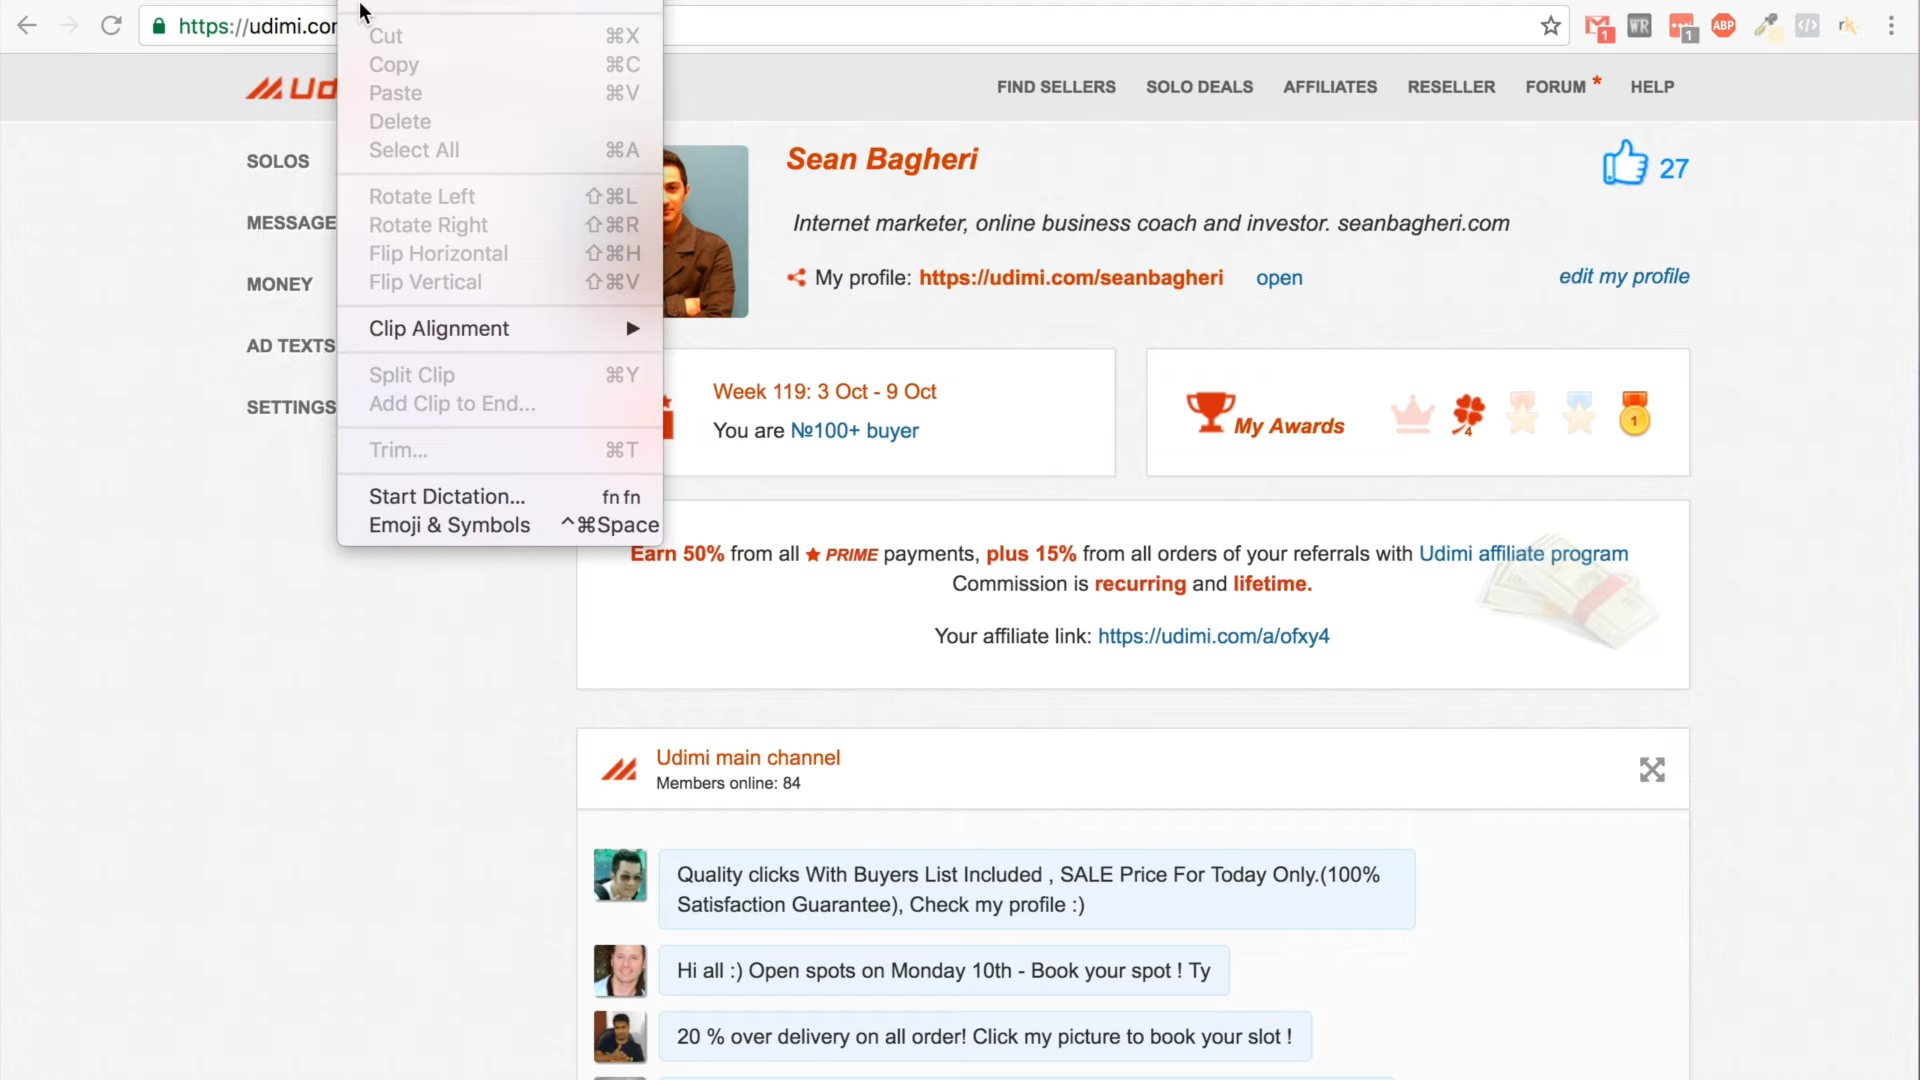 https://udimi.cor
1
WR
1
ABP
rk
Ud
FIND SELLERS
SOLO DEALS
AFFILIATES
RESELLER
FORUM *
HELP
Cut ⌘X
Copy ⌘C
Paste ⌘V
Delete
Select All ⌘A
Rotate Left ⇧⌘L
Rotate Right ⇧⌘R
Flip Horizontal ⇧⌘H
Flip Vertical ⇧⌘V
Clip Alignment ▶
Split Clip ⌘Y
Add Clip to End...
Trim... ⌘T
Start Dictation... fn fn
Emoji & Symbols ^⌘Space
SOLOS
MESSAGE
MONEY
AD TEXTS
SETTINGS
Sean Bagheri
27
Internet marketer, online business coach and investor. seanbagheri.com
My profile: https://udimi.com/seanbagheri open
edit my profile
Week 119: 3 Oct - 9 Oct
You are №100+ buyer
My Awards
4
1
Earn 50% from all ★ PRIME payments, plus 15% from all orders of your referrals with Udimi affiliate program
Commission is recurring and lifetime.
Your affiliate link: https://udimi.com/a/ofxy4
Udimi main channel
Members online: 84
Quality clicks With Buyers List Included , SALE Price For Today Only.(100%
Satisfaction Guarantee), Check my profile :)
Hi all :) Open spots on Monday 10th - Book your spot ! Ty
20 % over delivery on all order! Click my picture to book your slot !